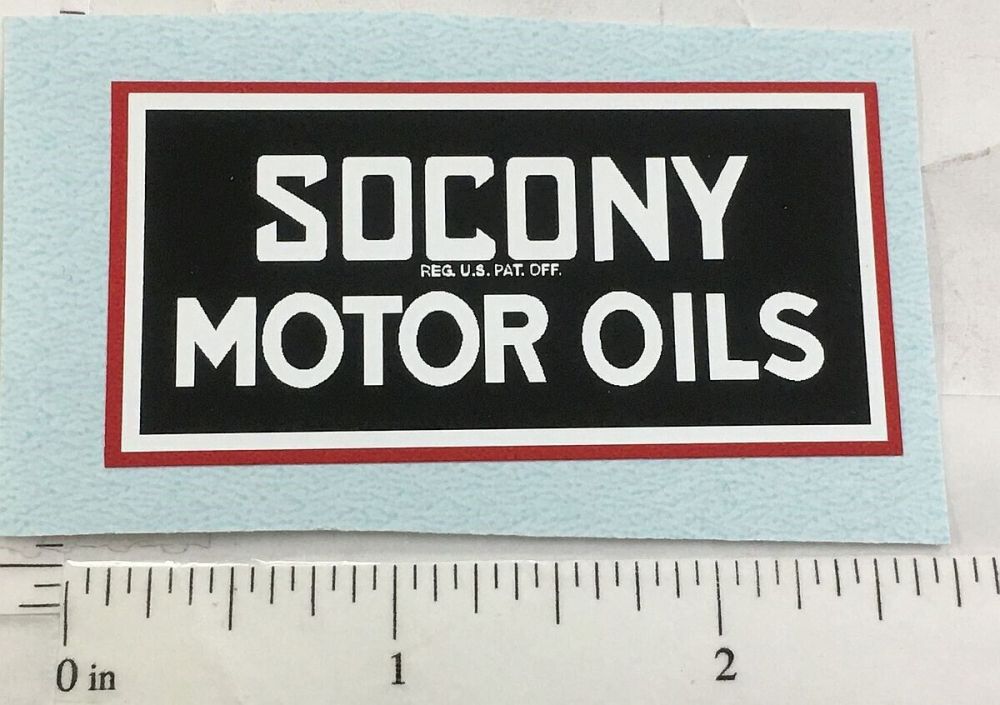 SOCONY
REG. U.S. PAT. OFF.
MOTOR OILS
0 in 1 2